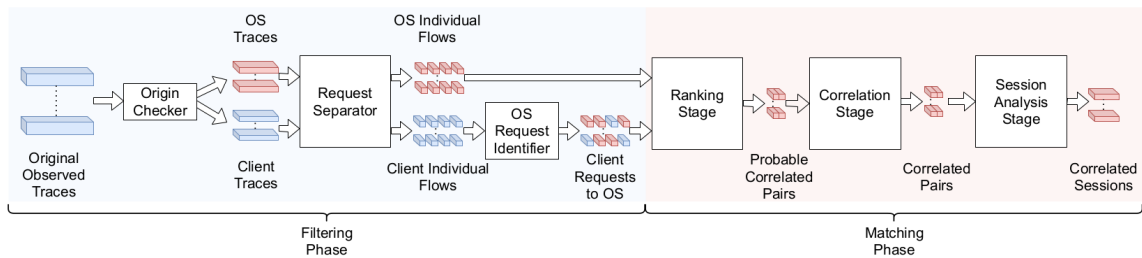 OS
Traces
OS Individual
Flows
Origin
Checker
Request
Separator
OS
Request
Identifier
Ranking
Stage
Correlation
Stage
Session
Analysis
Stage
Original
Observed
Traces
Client
Traces
Client Individual
Flows
Client
Requests
to OS
Probable
Correlated
Pairs
Correlated
Pairs
Correlated
Sessions
Filtering
Phase
Matching
Phase